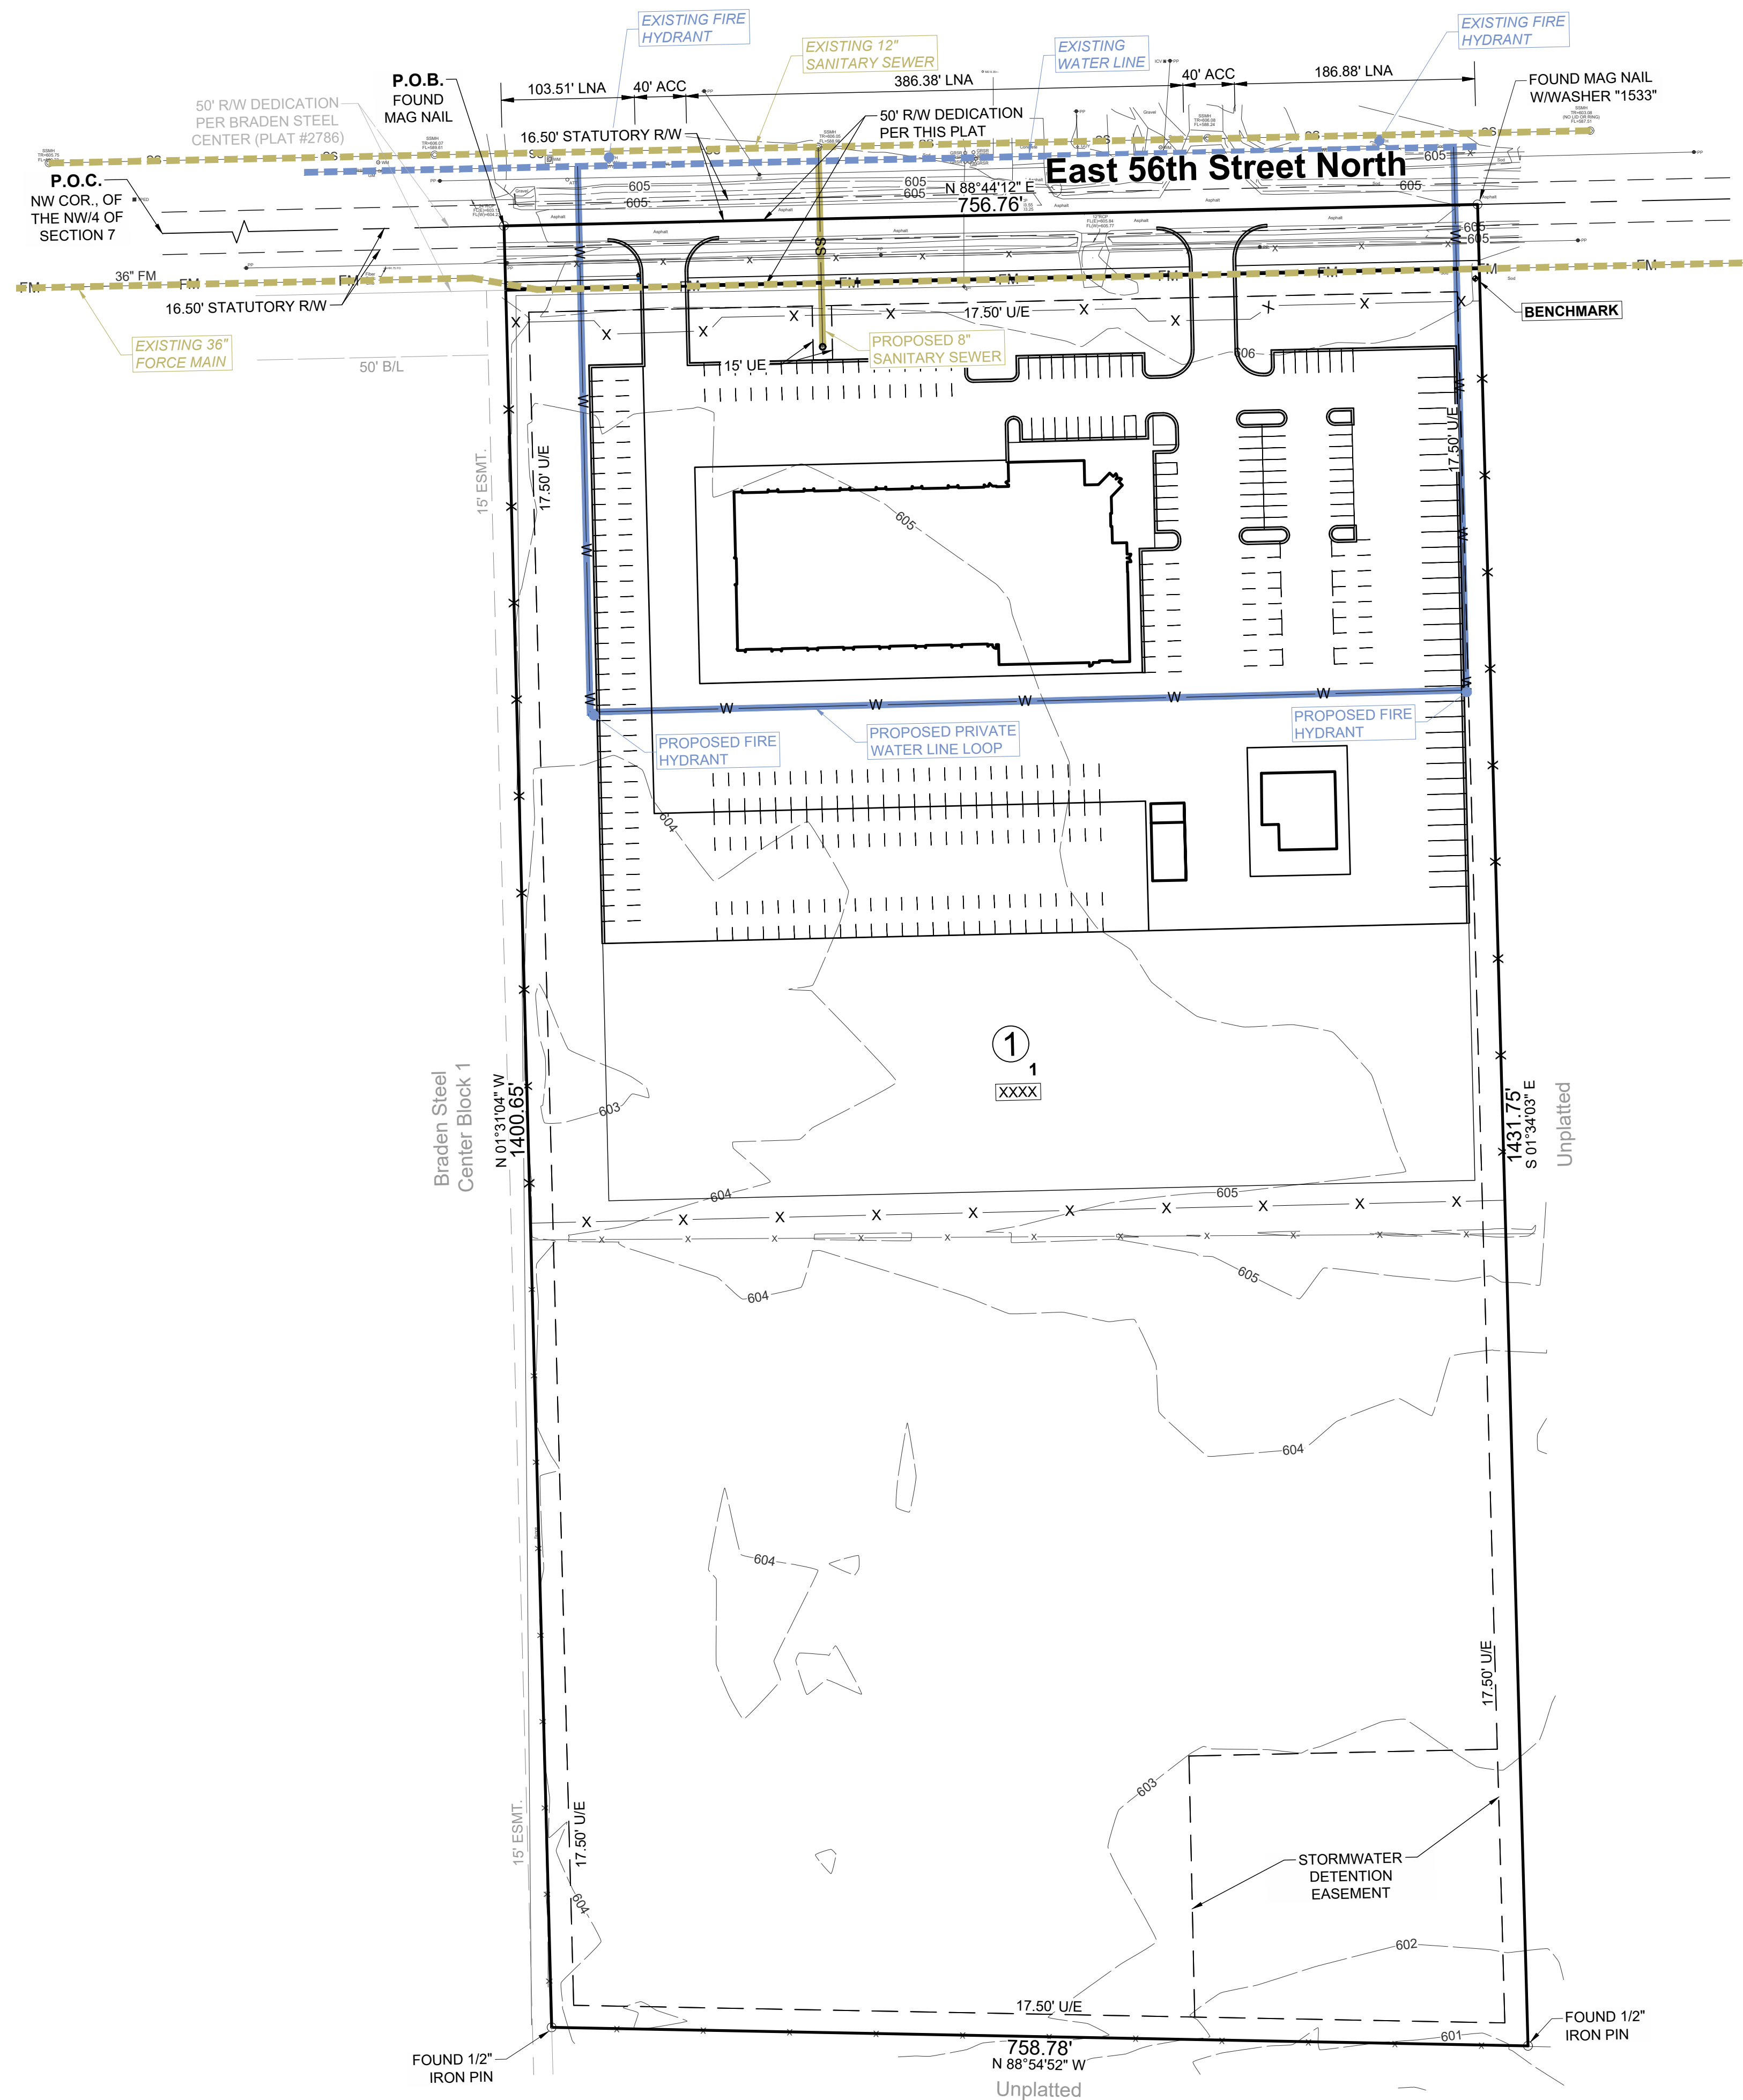 EXISTING FIRE
HYDRANT
EXISTING 12"
SANITARY SEWER
EXISTING
WATER LINE
EXISTING FIRE
HYDRANT
P.O.B.
FOUND
MAG NAIL
103.51' LNA
40' ACC
386.38' LNA
40' ACC
186.88' LNA
FOUND MAG NAIL
W/WASHER "1533"
50' R/W DEDICATION
PER BRADEN STEEL
CENTER (PLAT #2786)
16.50' STATUTORY R/W
50' R/W DEDICATION
PER THIS PLAT
East 56th Street North
P.O.C.
NW COR., OF
THE NW/4 OF
SECTION 7
605
605
605
605
605
605
N 88°44'12" E
756.76'
605
605
SS
36" FM
FM
FM
FM
FM
FM
FM
FM
FM
FM
FM
16.50' STATUTORY R/W
BENCHMARK
EXISTING 36"
FORCE MAIN
50' B/L
17.50' U/E
15' UE
PROPOSED 8"
SANITARY SEWER
606
15' ESMT.
17.50' U/E
17.50' U/E
605
W
W
W
W
W
PROPOSED FIRE
HYDRANT
PROPOSED PRIVATE
WATER LINE LOOP
PROPOSED FIRE
HYDRANT
604
1
1
XXXX
603
Braden Steel
Center Block 1
N 01°31'04" W
1400.65'
1431.75'
S 01°34'03" E
Unplatted
604
605
X X X X X X X X X X
604
605
604
604
17.50' U/E
603
15' ESMT.
17.50' U/E
STORMWATER
DETENTION
EASEMENT
604
602
17.50' U/E
601
FOUND 1/2"
IRON PIN
758.78'
N 88°54'52" W
FOUND 1/2"
IRON PIN
Unplatted